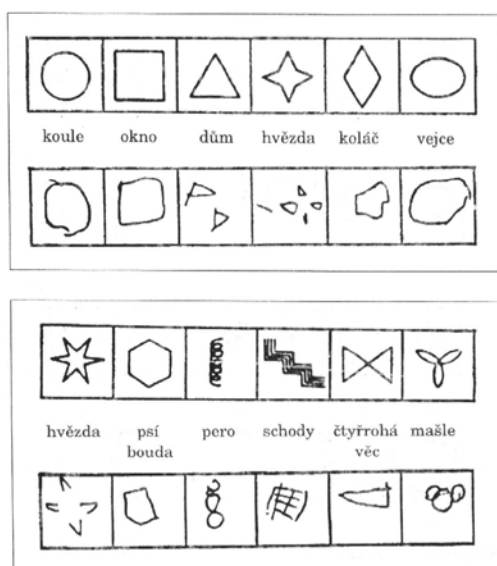 koule okno dům hvězda koláč vejce
hvězda psí pero schody čtyřrohá mašle
bouda věc